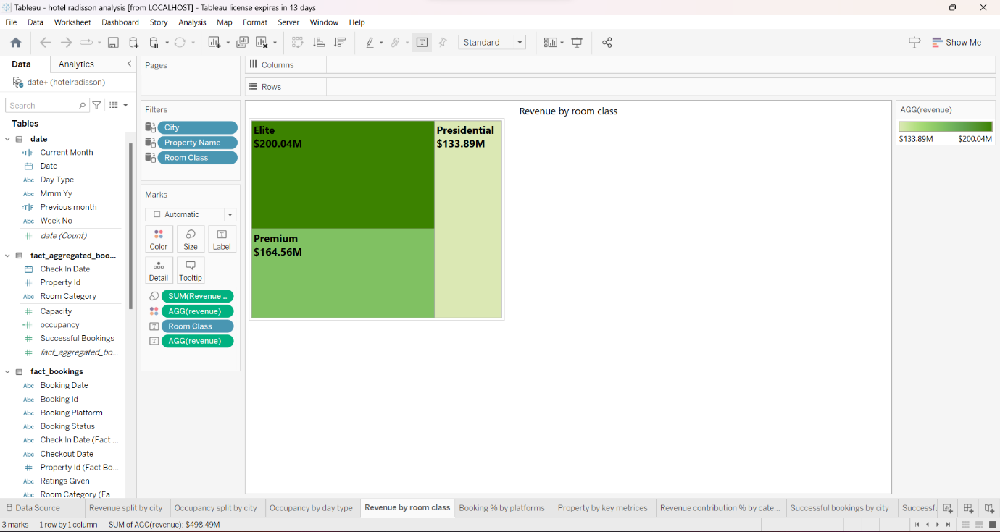 Tableau - hotel radisson analysis [from LOCALHOST] - Tableau license expires in 13 days
File Data Worksheet Dashboard Story Analysis Map Format Server Window Help
Standard
Show Me
Data Analytics
date+ (hotelradisson)
Search
Tables
date
Current Month
Date
Day Type
Mmm Yy
Previous month
Week No
date (Count)
fact_aggregated_boo...
Check In Date
Property Id
Room Category
Capacity
occupancy
Successful Bookings
fact_aggregated_bo...
fact_bookings
Booking Date
Booking Id
Booking Platform
Booking Status
Check In Date (Fact ...
Checkout Date
Property Id (Fact Bo...
Ratings Given
Room Category (Fa...
Pages
Filters
City
Property Name
Room Class
Marks
Automatic
Color Size Label
Detail Tooltip
SUM(Revenue ..
AGG(revenue)
Room Class
AGG(revenue)
Columns
Rows
Revenue by room class
Elite
$200.04M
Presidential
$133.89M
Premium
$164.56M
AGG(revenue)
$133.89M $200.04M
Data Source Revenue split by city Occupancy split by city Occupancy by day type Revenue by room class Booking % by platforms Property by key metrices Revenue contribution % by cate... Successful bookings by city Successfu
3 marks 1 row by 1 column SUM of AGG(revenue): $498.49M